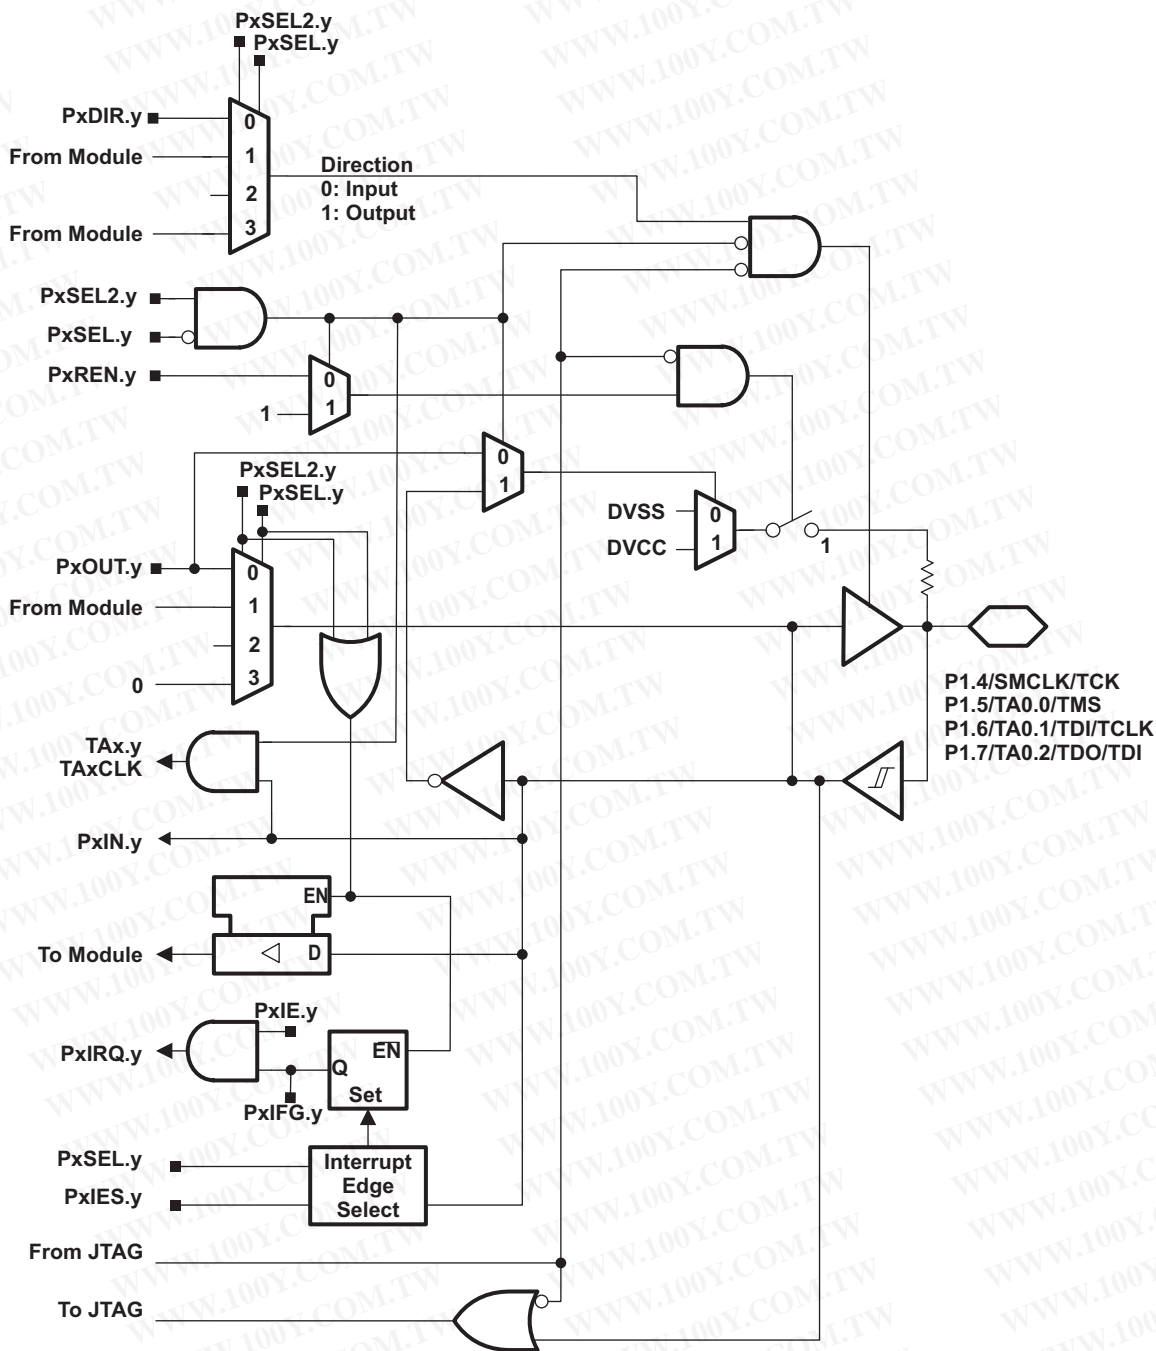 PxSEL2.y
PxSEL.y
PxDIR.y
0
From Module
1
2
From Module
3
Direction
0: Input
1: Output
PxSEL2.y
PxSEL.y
PxREN.y
0
1
1
PxSEL2.y
PxSEL.y
0
1
DVSS
0
DVCC
1
1
PxOUT.y
0
From Module
1
2
0
3
P1.4/SMCLK/TCK
P1.5/TA0.0/TMS
P1.6/TA0.1/TDI/TCLK
P1.7/TA0.2/TDO/TDI
TAx.y
TAxCLK
PxIN.y
EN
To Module
D
PxIE.y
PxIRQ.y
EN
Q
Set
PxIFG.y
PxSEL.y
PxIES.y
Interrupt
Edge
Select
From JTAG
To JTAG
WWW.100Y.COM.TW